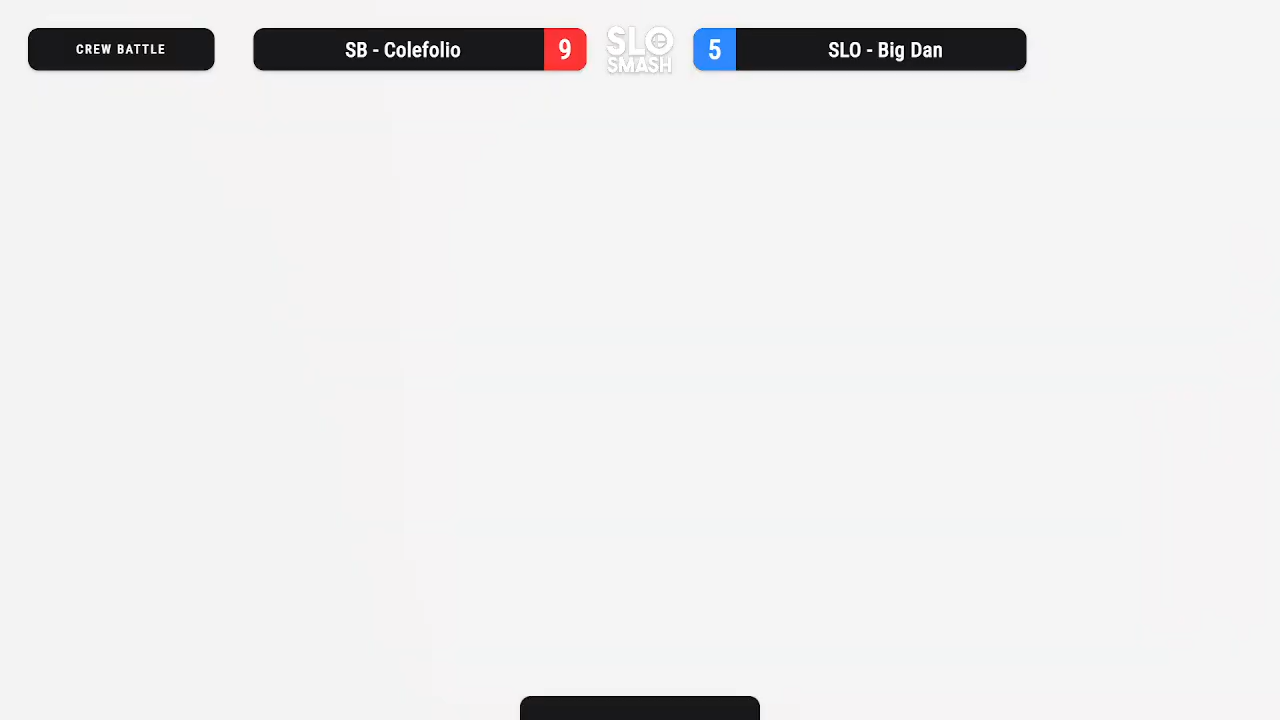 CREW BATTLE
SB - Colefolio
9
SLO
SMASH
5
SLO - Big Dan